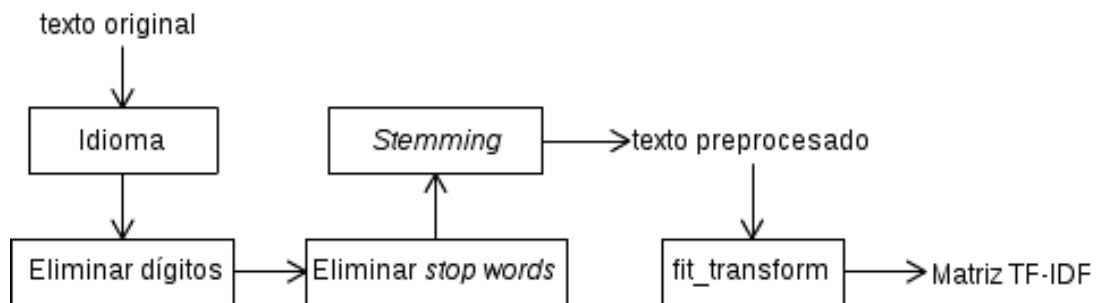 texto original
Idioma
Eliminar dígitos
Eliminar stop words
Stemming
texto preprocesado
fit_transform
Matriz TF-IDF